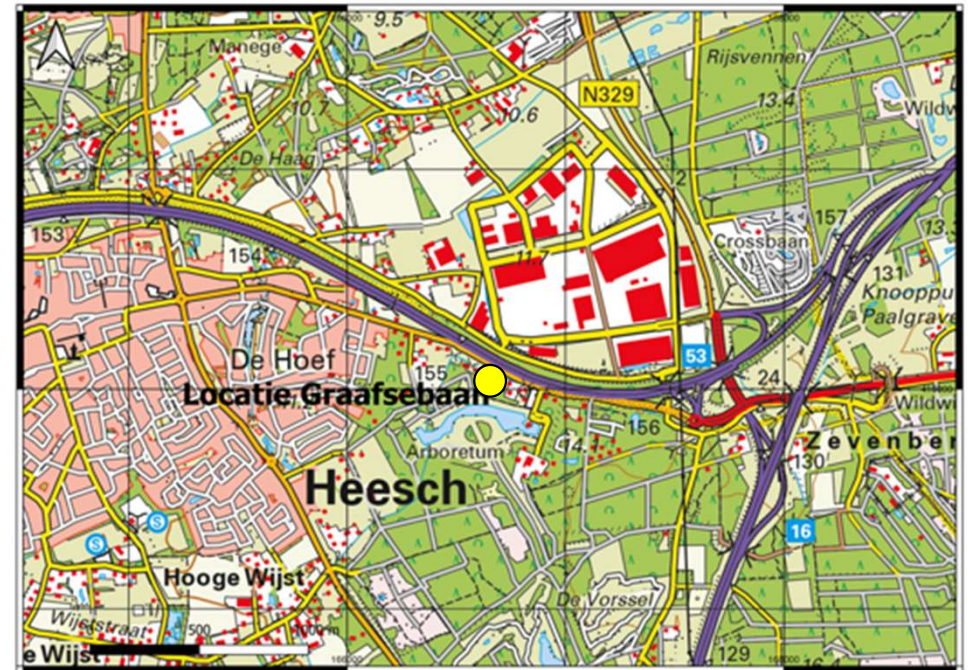 9.5
Manege
Rijsvennen
N329
10.7
10.6
13.4
Wildw
De Haag
2
153
157
154
Crossbaan
11.7
131
13.
Knooppu
Paalgrave
53
De Hoef
155
24
Locatie Graafsebaan
Wildwi
156
14.1
Arboretum
Zevenber
130
Heesch
S
16
S
Hooge Wijst
De Vorssel
Wijststraat
500
1000 m
129
e Wijst